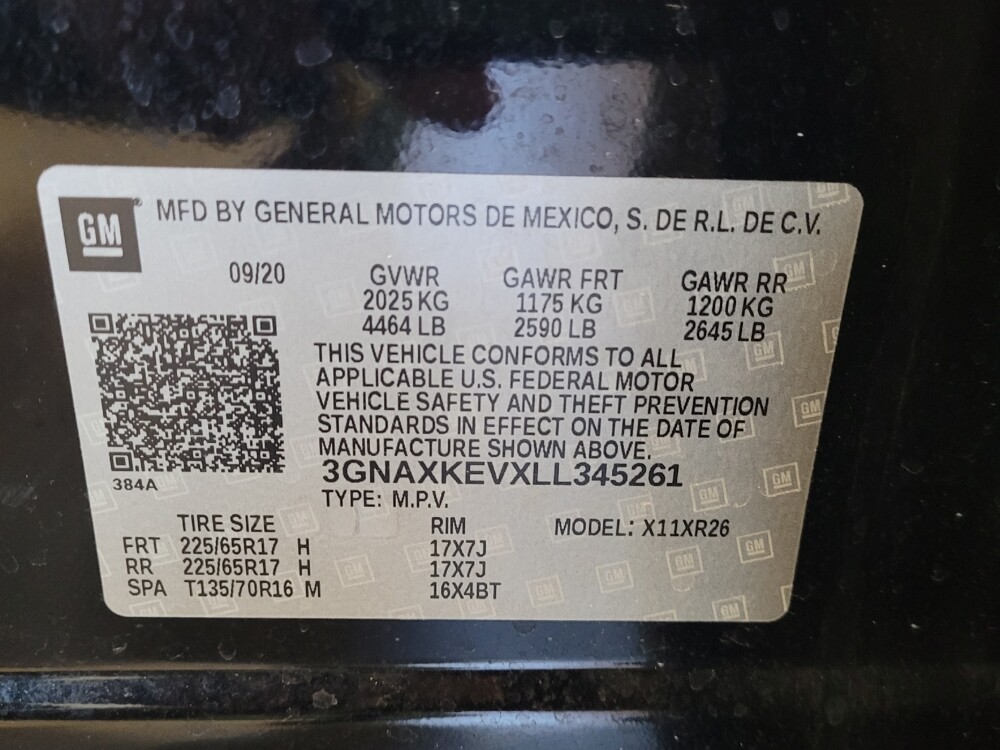 GM
MFD BY GENERAL MOTORS DE MEXICO, S. DE R.L. DE C.V.
09/20 GVWR GAWR FRT GAWR RR
2025 KG 1175 KG 1200 KG
4464 LB 2590 LB 2645 LB
THIS VEHICLE CONFORMS TO ALL
APPLICABLE U.S. FEDERAL MOTOR
VEHICLE SAFETY AND THEFT PREVENTION
STANDARDS IN EFFECT ON THE DATE OF
MANUFACTURE SHOWN ABOVE.
3GNAXKEVXLL345261
384A
TYPE: M.P.V.
TIRE SIZE RIM MODEL: X11XR26
FRT 225/65R17 H 17X7J
RR 225/65R17 H 17X7J
SPA T135/70R16 M 16X4BT